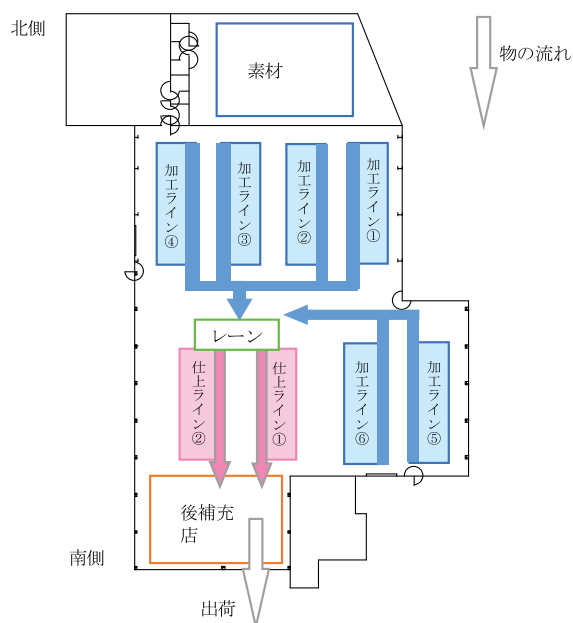 北側
素材
物の流れ
加工ライン④
加工ライン③
加工ライン②
加工ライン①
レーン
仕上ライン②
仕上ライン①
加工ライン⑥
加工ライン⑤
後補充
店
南側
出荷